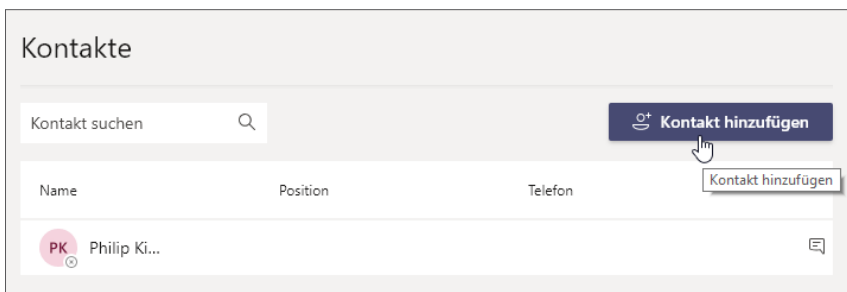 Kontakte
Kontakt suchen
Kontakt hinzufügen
Kontakt hinzufügen
Name Position Telefon
PK Philip Ki...